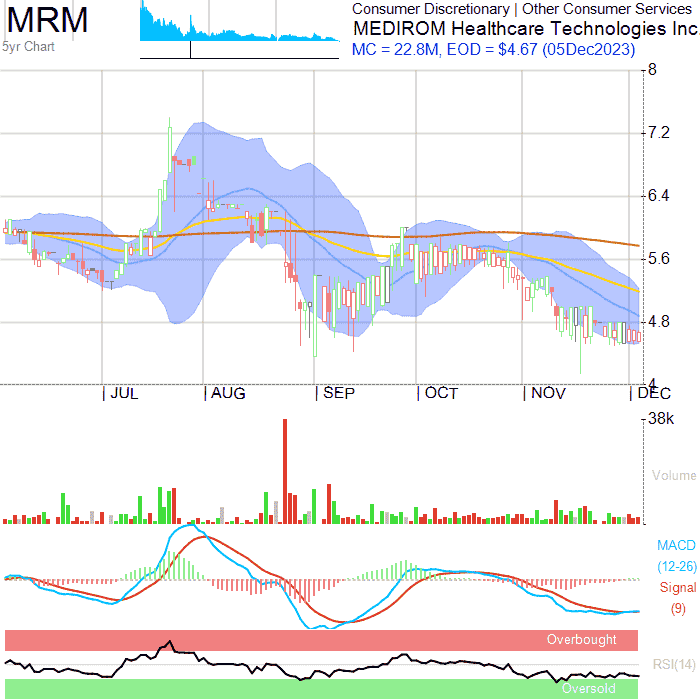 MRM
5yr Chart
Consumer Discretionary | Other Consumer Services
MEDIROM Healthcare Technologies Inc
MC = 22.8M, EOD = $4.67 (05Dec2023)
8
7.2
6.4
5.6
4.8
4
JUL AUG SEP OCT NOV DEC
38k
Volume
MACD
(12-26)
Signal
(9)
Overbought
RSI(14)
Oversold